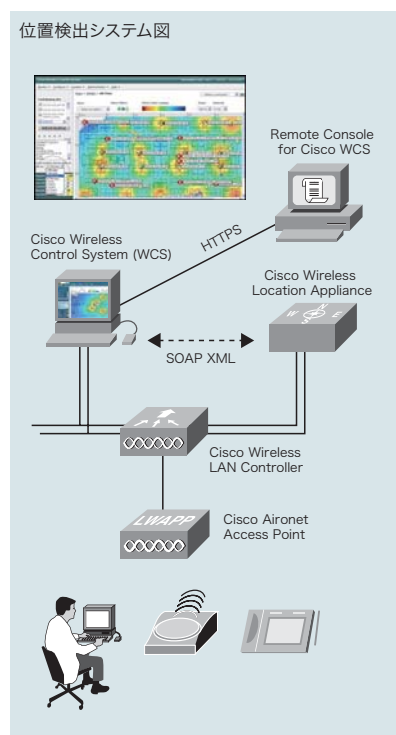 位置検出システム図
Remote Console
for Cisco WCS
HTTPS
Cisco Wireless
Control System (WCS)
Cisco Wireless
Location Appliance
W
E
SOAP XML
Cisco Wireless
LAN Controller
LWAPP
Cisco Aironet
Access Point